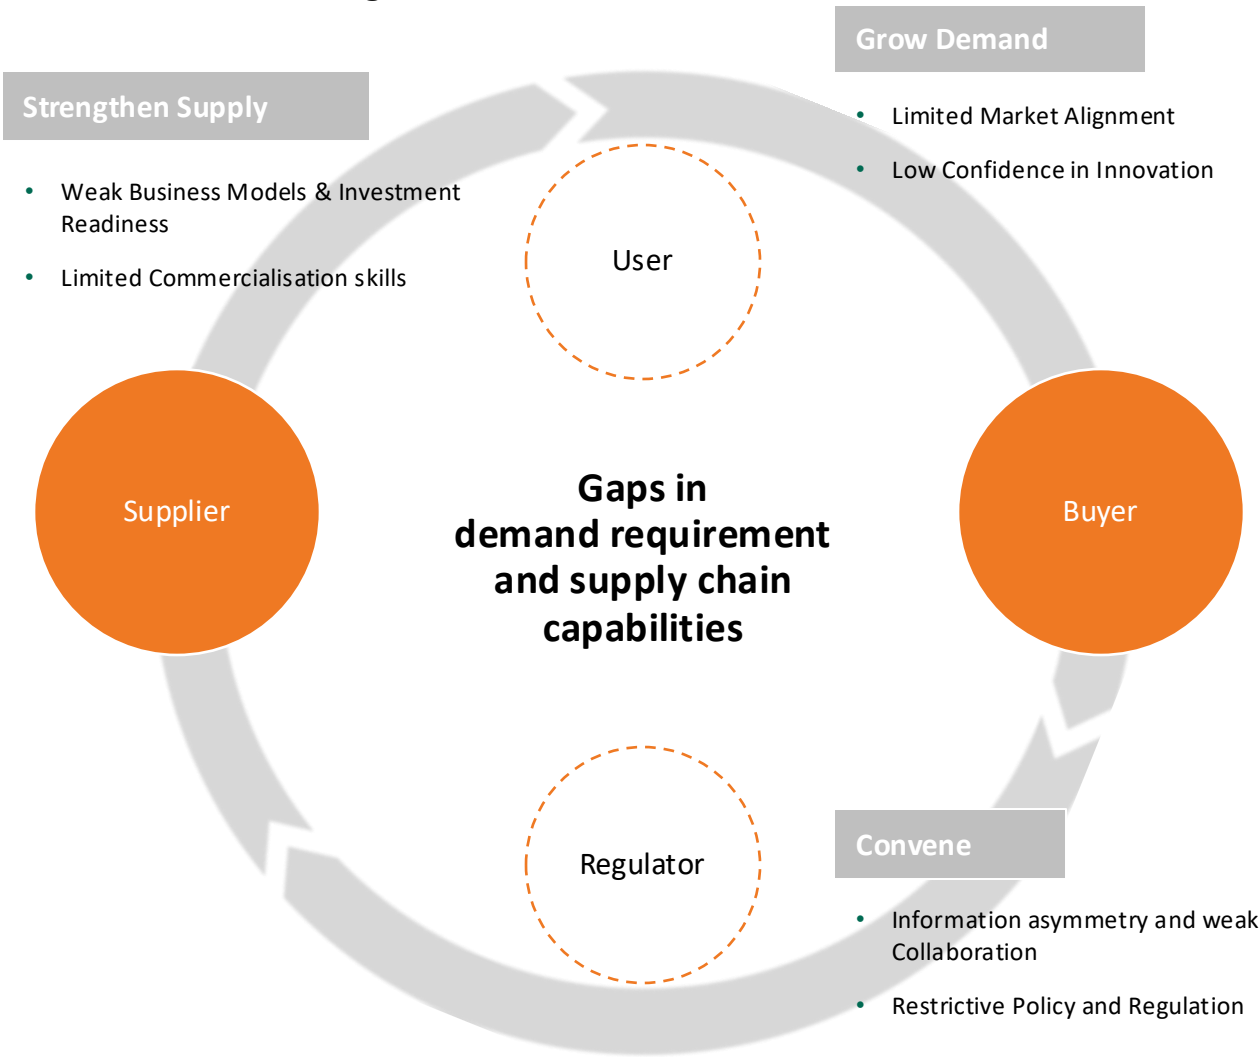 Grow Demand
• Limited Market Alignment
• Low Confidence in Innovation
Strengthen Supply
• Weak Business Models & Investment
Readiness
• Limited Commercialisation skills
User
Supplier
Gaps in
demand requirement
and supply chain
capabilities
Buyer
Regulator
Convene
• Information asymmetry and weak
Collaboration
• Restrictive Policy and Regulation